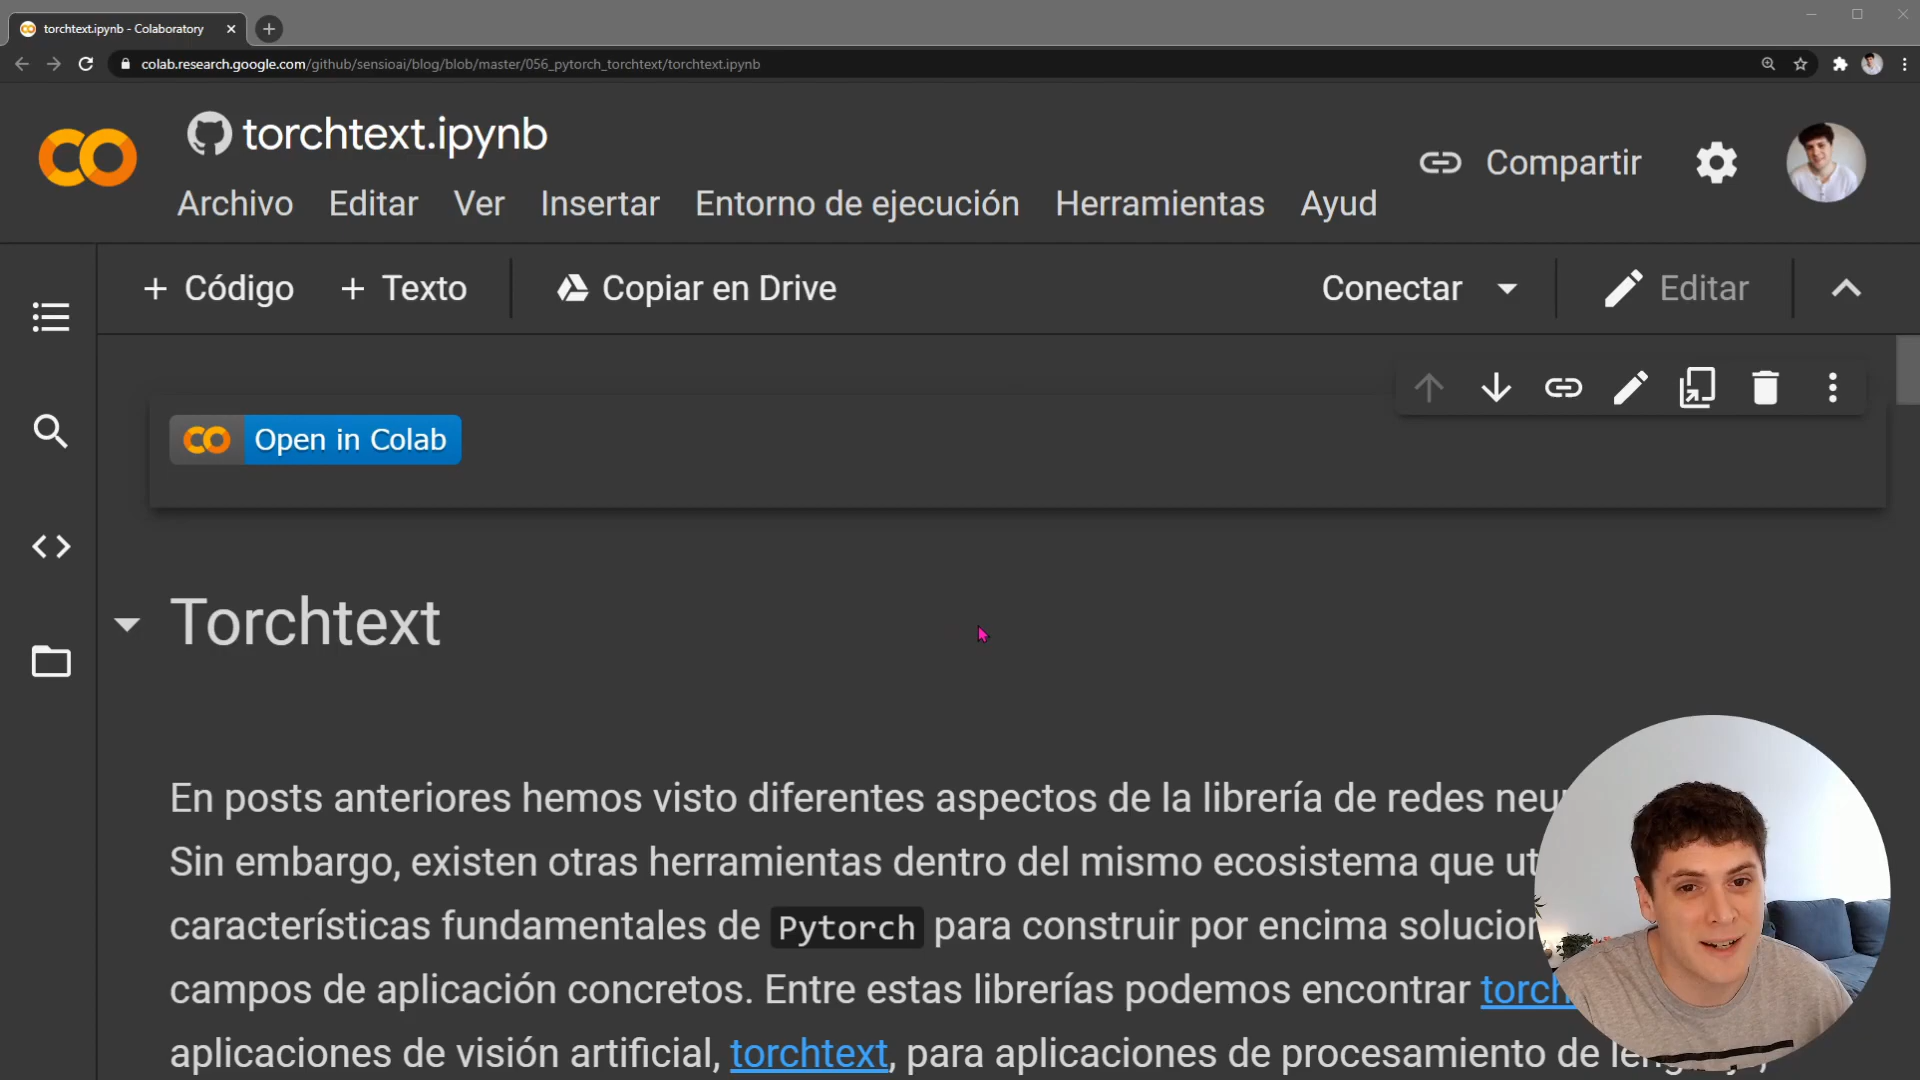 torchtext.ipynb - Colaboratory
colab.research.google.com/github/sensioai/blog/blob/master/056_pytorch_torchtext/torchtext.ipynb
torchtext.ipynb
Compartir
Archivo Editar Ver Insertar Entorno de ejecución Herramientas Ayud
+ Código + Texto Copiar en Drive Conectar Editar
Open in Colab
Torchtext
En posts anteriores hemos visto diferentes aspectos de la librería de redes
Sin embargo, existen otras herramientas dentro del mismo ecosistema que
características fundamentales de Pytorch para construir por encima
campos de aplicación concretos. Entre estas librerías podemos encontrar
aplicaciones de visión artificial, torchtext, para aplicaciones de procesamiento de